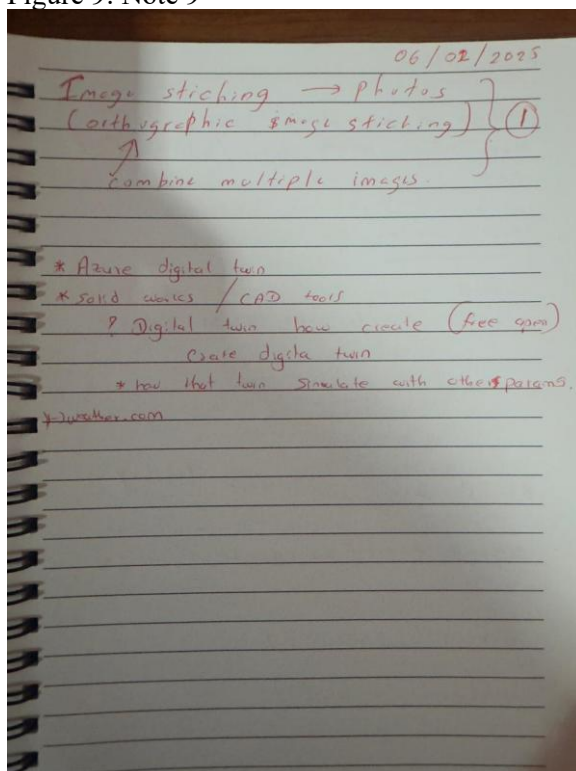 Figure 9: Note 9
06/02/2025
Image stiching → photos
(orthographic image stiching) } ①
combine multiple images.
* Azure digital twin
* Solid works / CAD tools
? Digital twin how create (free open)
Create digita twin
* how that twin simulate with others params.
weather.com